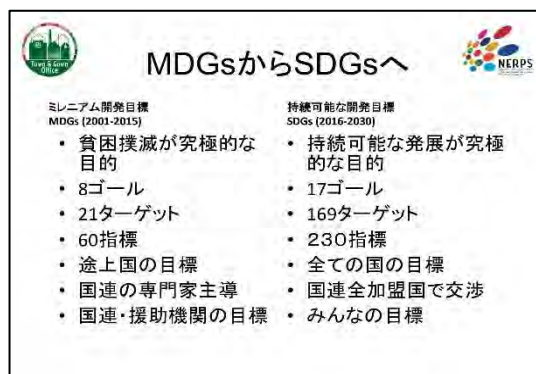 Town & Gown
Office
MDGsからSDGsへ
NERPS
ミレニアム開発目標
MDGs (2001-2015)
• 貧困撲滅が究極的な
目的
• 8ゴール
• 21ターゲット
• 60指標
• 途上国の目標
• 国連の専門家主導
• 国連・援助機関の目標
持続可能な開発目標
SDGs (2016-2030)
• 持続可能な発展が究極
的な目的
• 17ゴール
• 169ターゲット
• 230指標
• 全ての国の目標
• 国連全加盟国で交渉
• みんなの目標